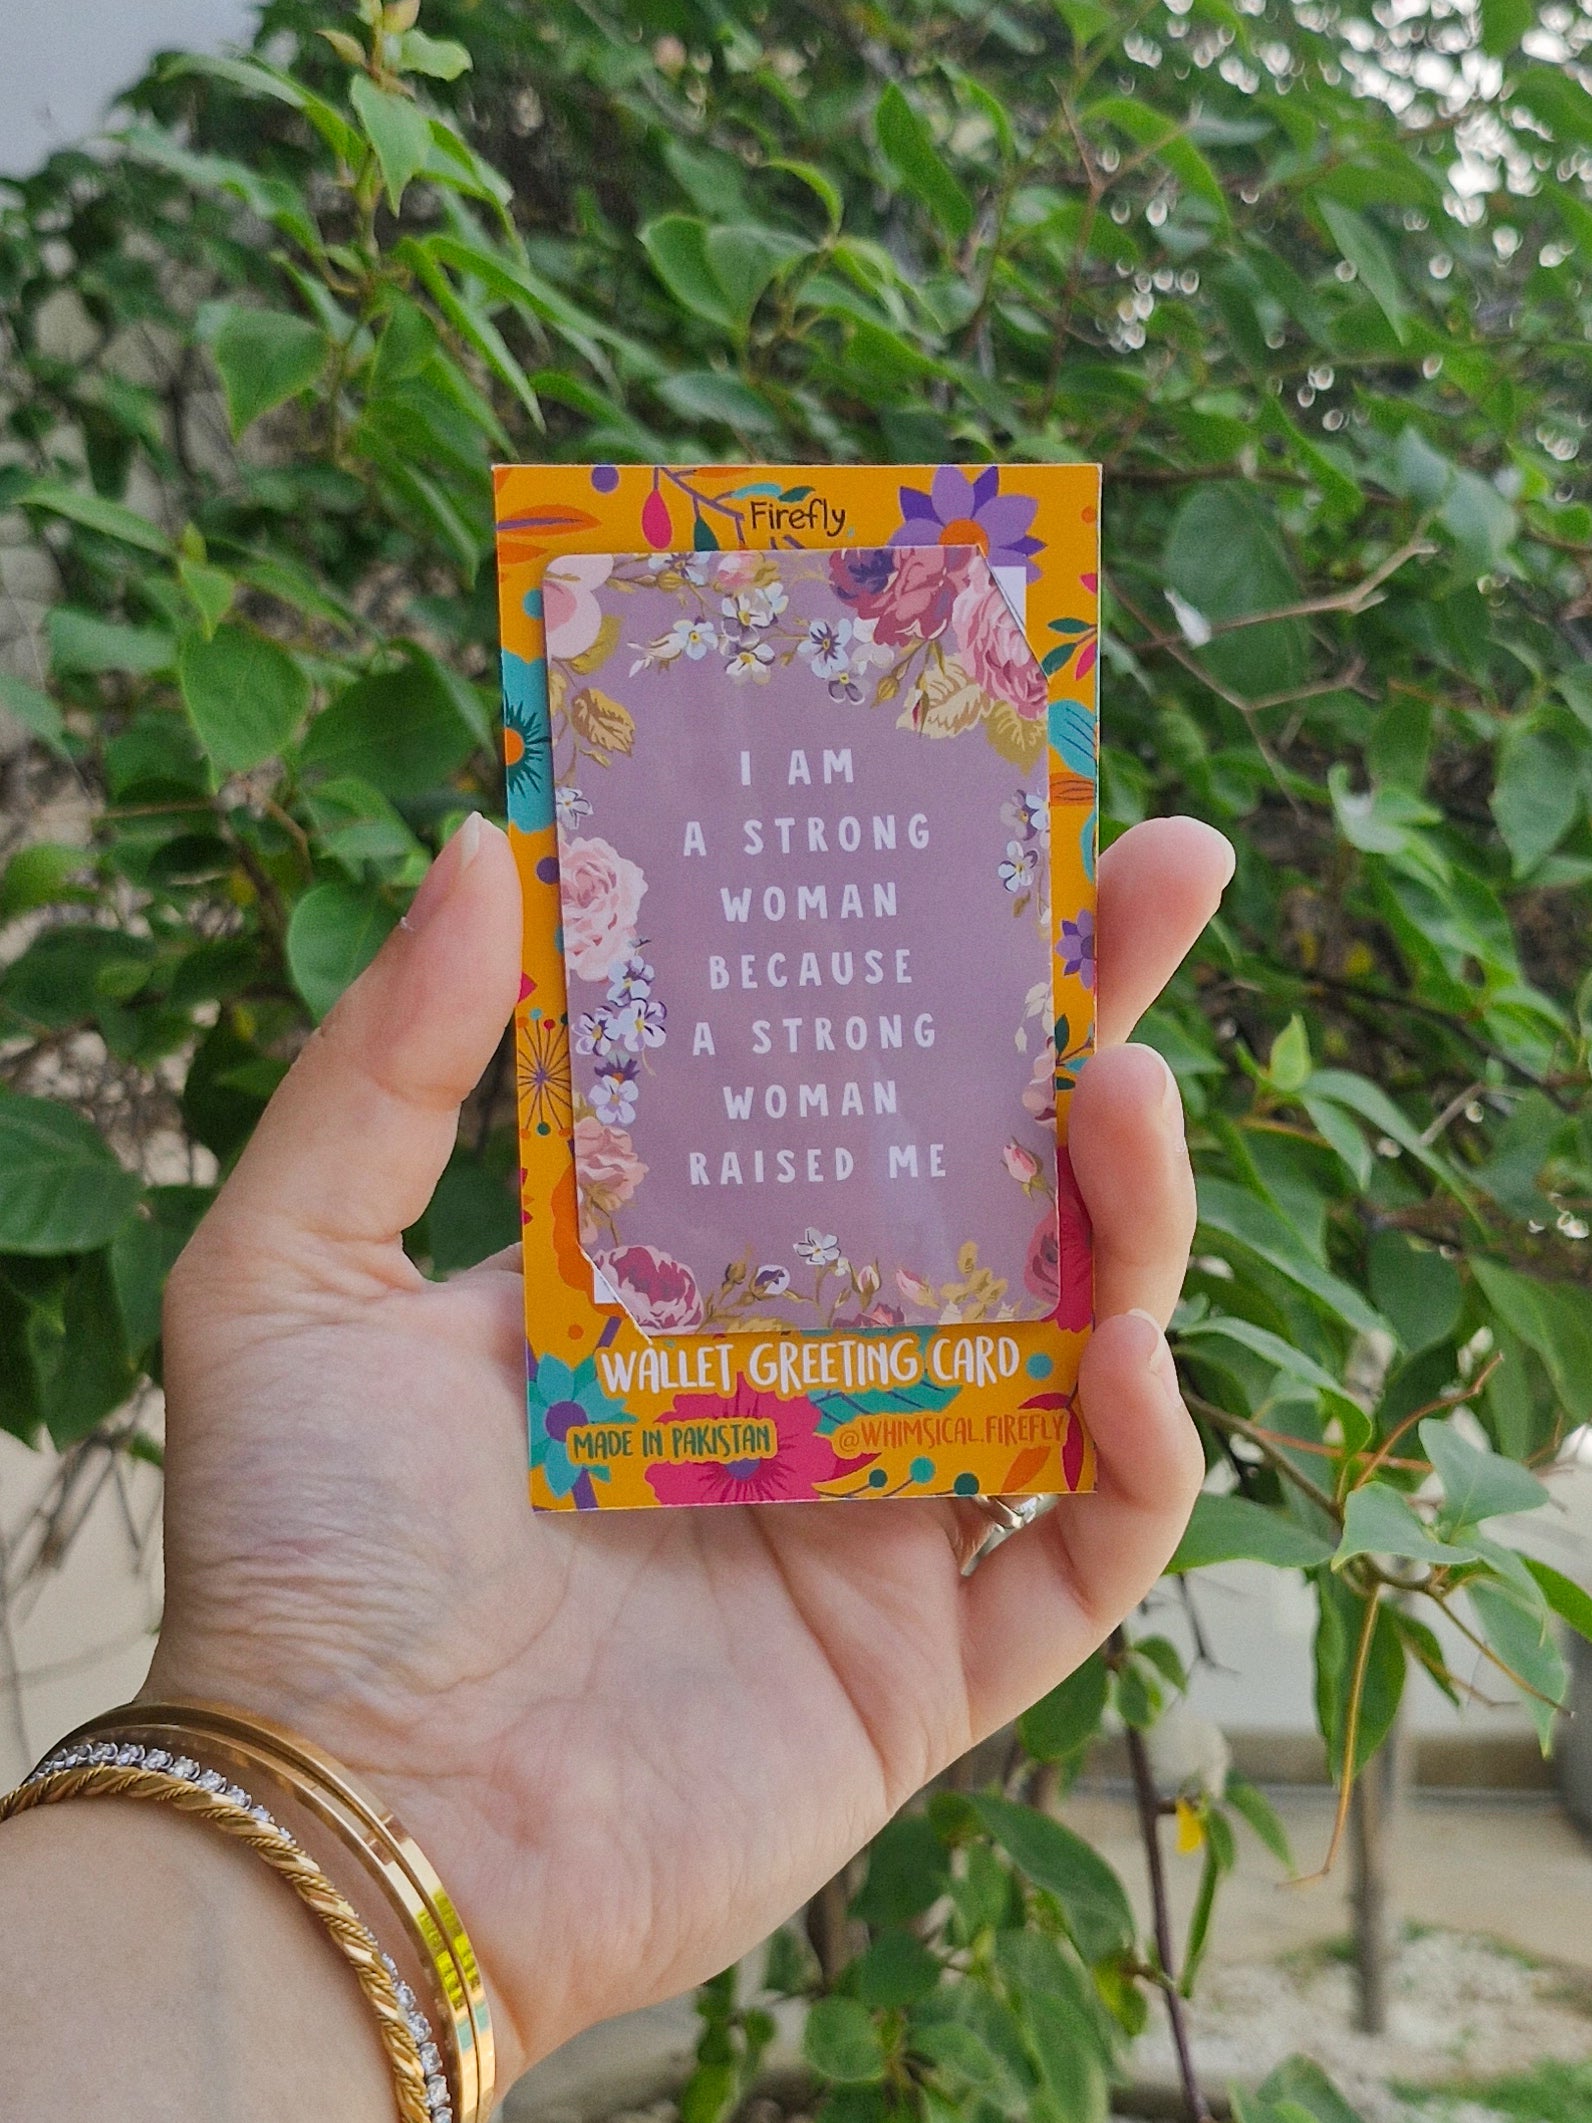 Firefly
I AM
A STRONG
WOMAN
BECAUSE
A STRONG
WOMAN
RAISED ME
WALLET GREETING CARD
MADE IN PAKISTAN
@WHIMSICAL.FIREFLY